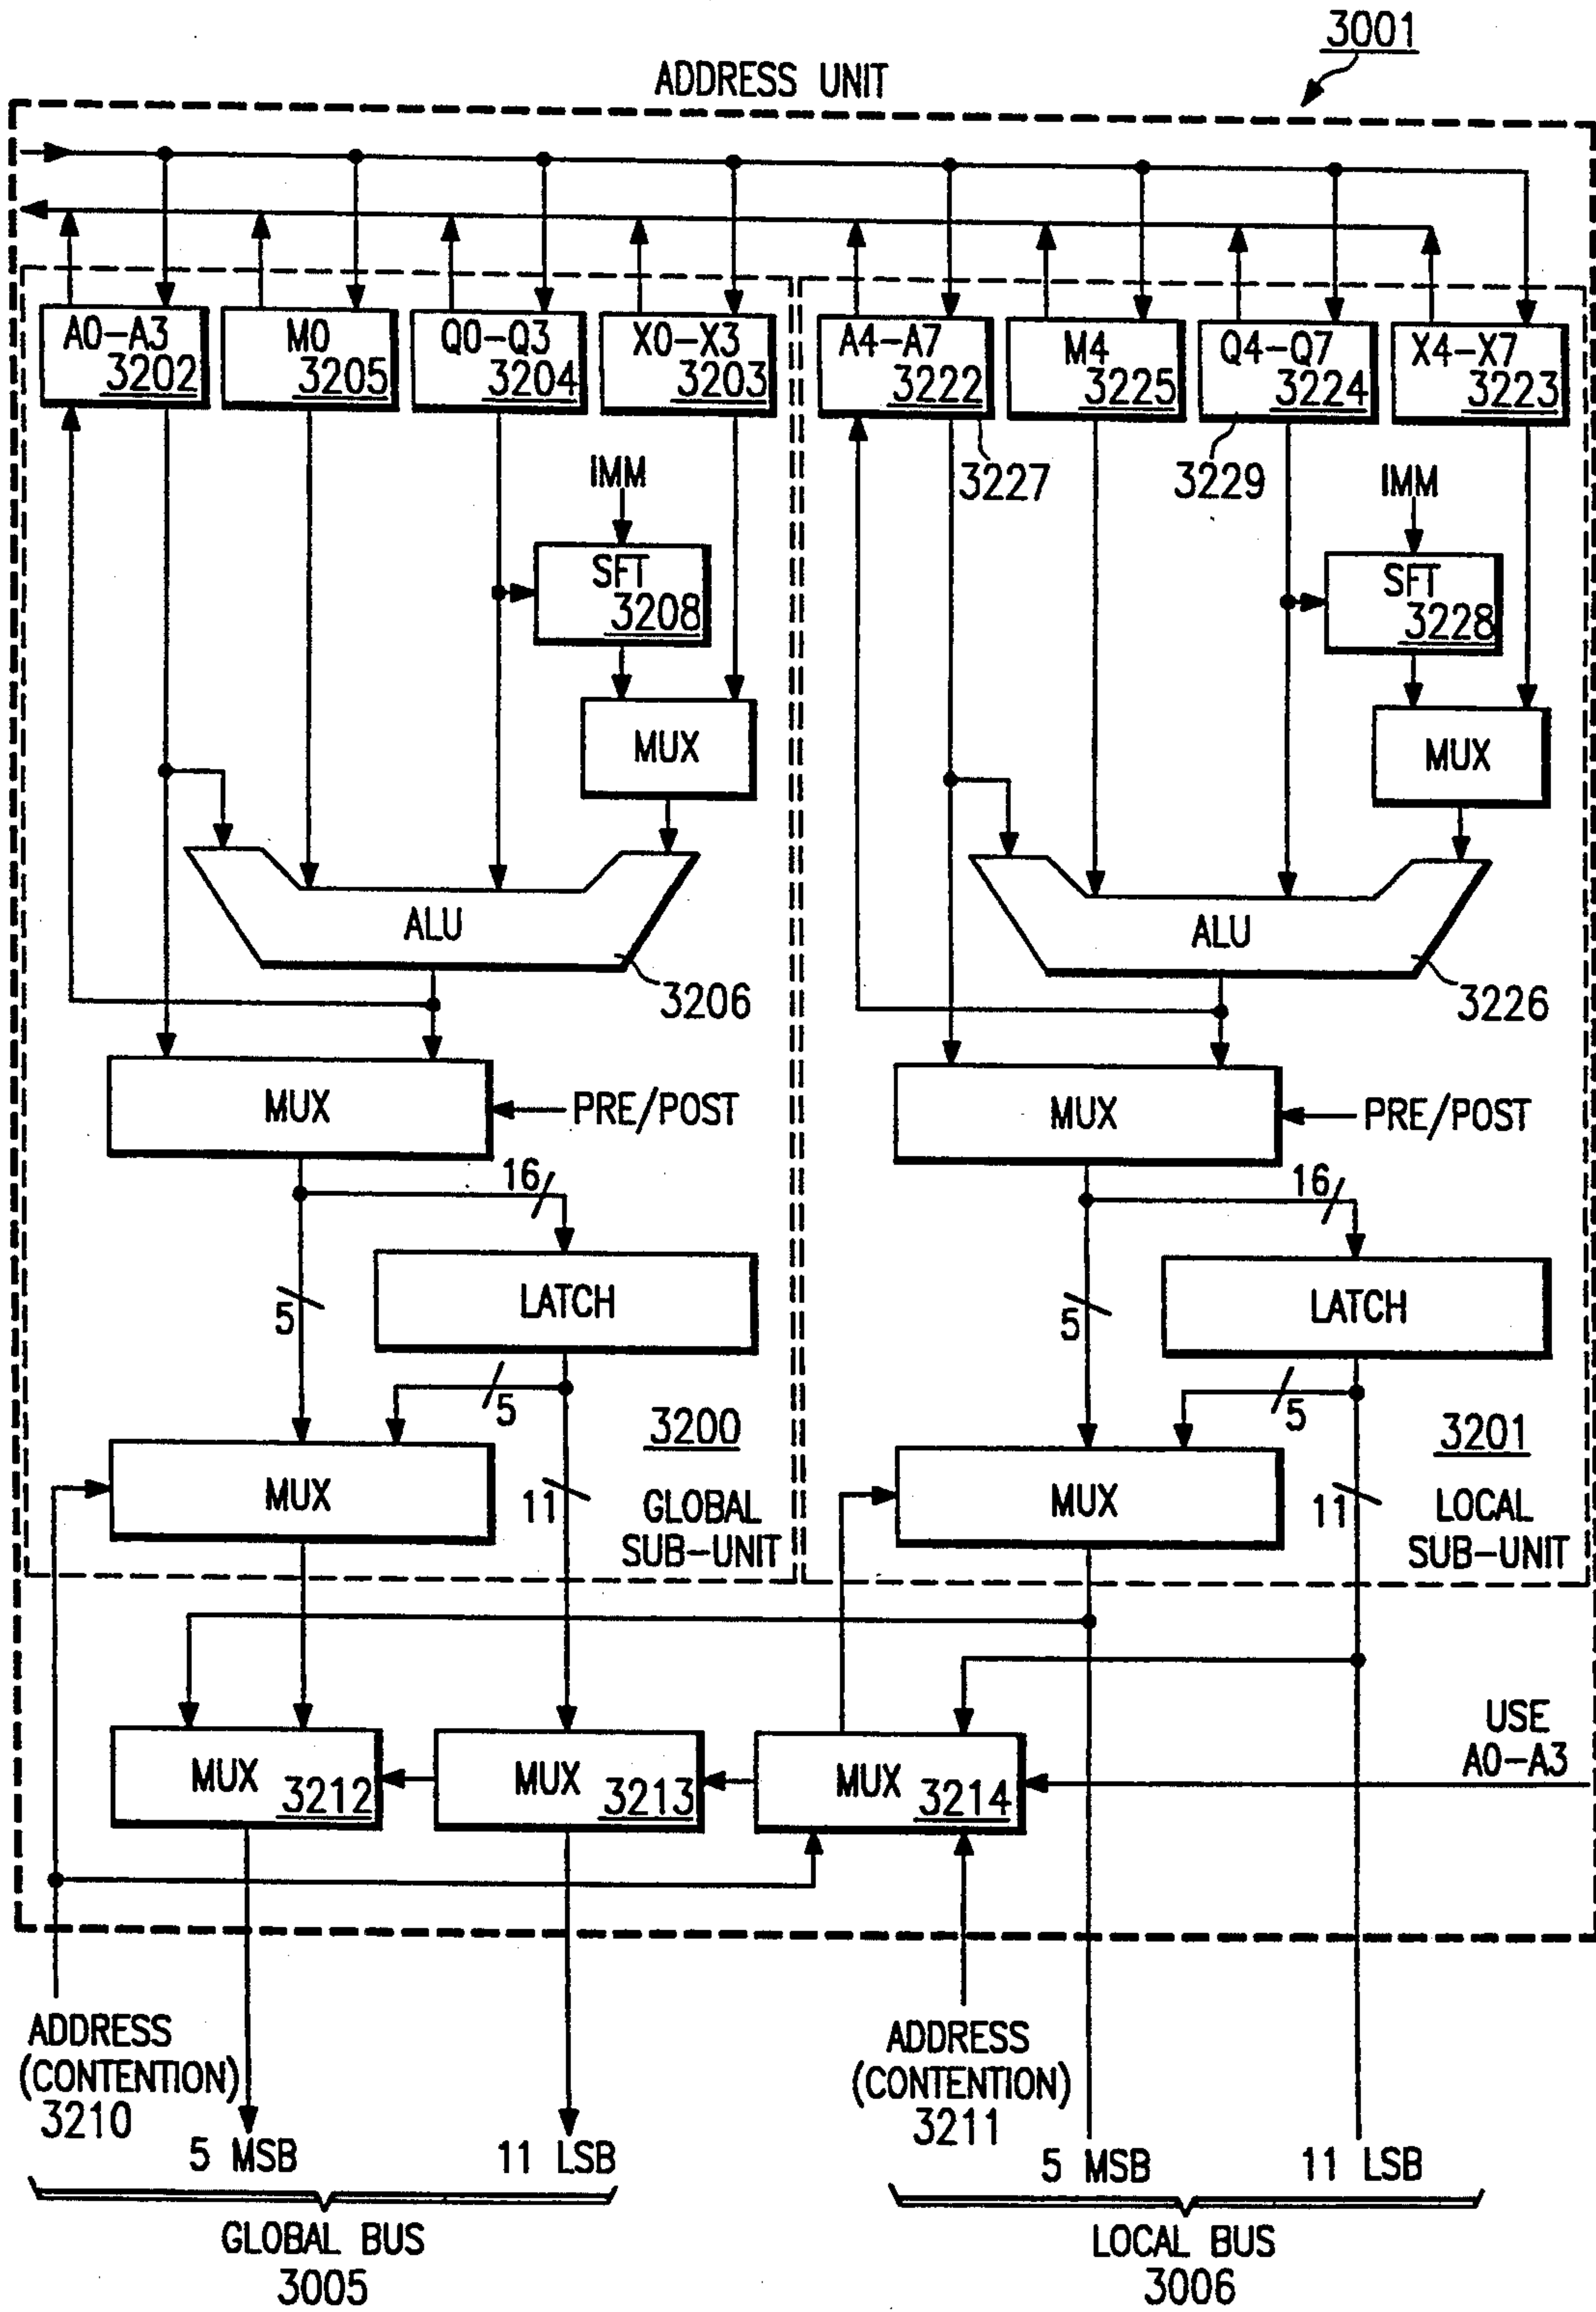 3001
ADDRESS UNIT
A0-A3
3202
M0
3205
Q0-Q3
3204
X0-X3
3203
A4-A7
3222
M4
3225
Q4-Q7
3224
X4-X7
3223
3227
3229
IMM
IMM
SFT
3208
SFT
3228
MUX
MUX
ALU
ALU
3206
3226
MUX
PRE/POST
MUX
PRE/POST
16
16
5
LATCH
5
LATCH
5
5
3200
3201
MUX
11
GLOBAL
SUB-UNIT
MUX
11
LOCAL
SUB-UNIT
USE
A0-A3
MUX
3212
MUX
3213
MUX
3214
ADDRESS
(CONTENTION)
3210
ADDRESS
(CONTENTION)
3211
5 MSB
11 LSB
5 MSB
11 LSB
GLOBAL BUS
3005
LOCAL BUS
3006